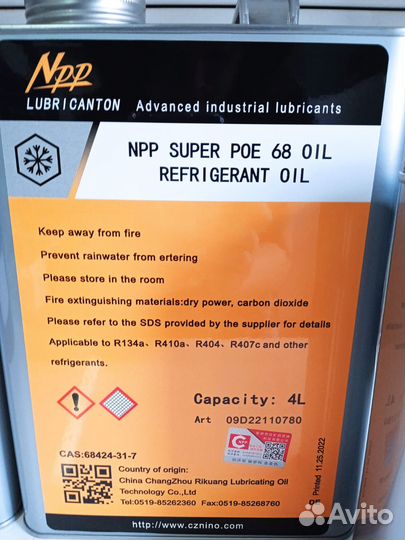 Npp
LUBRICANTON Advanced industrial lubricants
NPP SUPER POE 68 OIL
REFRIGERANT OIL
Keep away from fire
Prevent rainwater from ertering
Please store in the room
Fire extinguishing materials:dry power, carbon dioxide
Please refer to the SDS provided by the supplier for details
Applicable to R134a、R410a、R404、R407c and other
refrigerants.
Capacity: 4L
Art 09D22110780
CAS:68424-31-7
Country of origin:
China ChangZhou Rikuang Lubricating Oil
Technology Co.,Ltd
Tel:0519-85262360 Fax:0519-85268760
http://www.cznino.com
Printed 11.25.2022
Avito